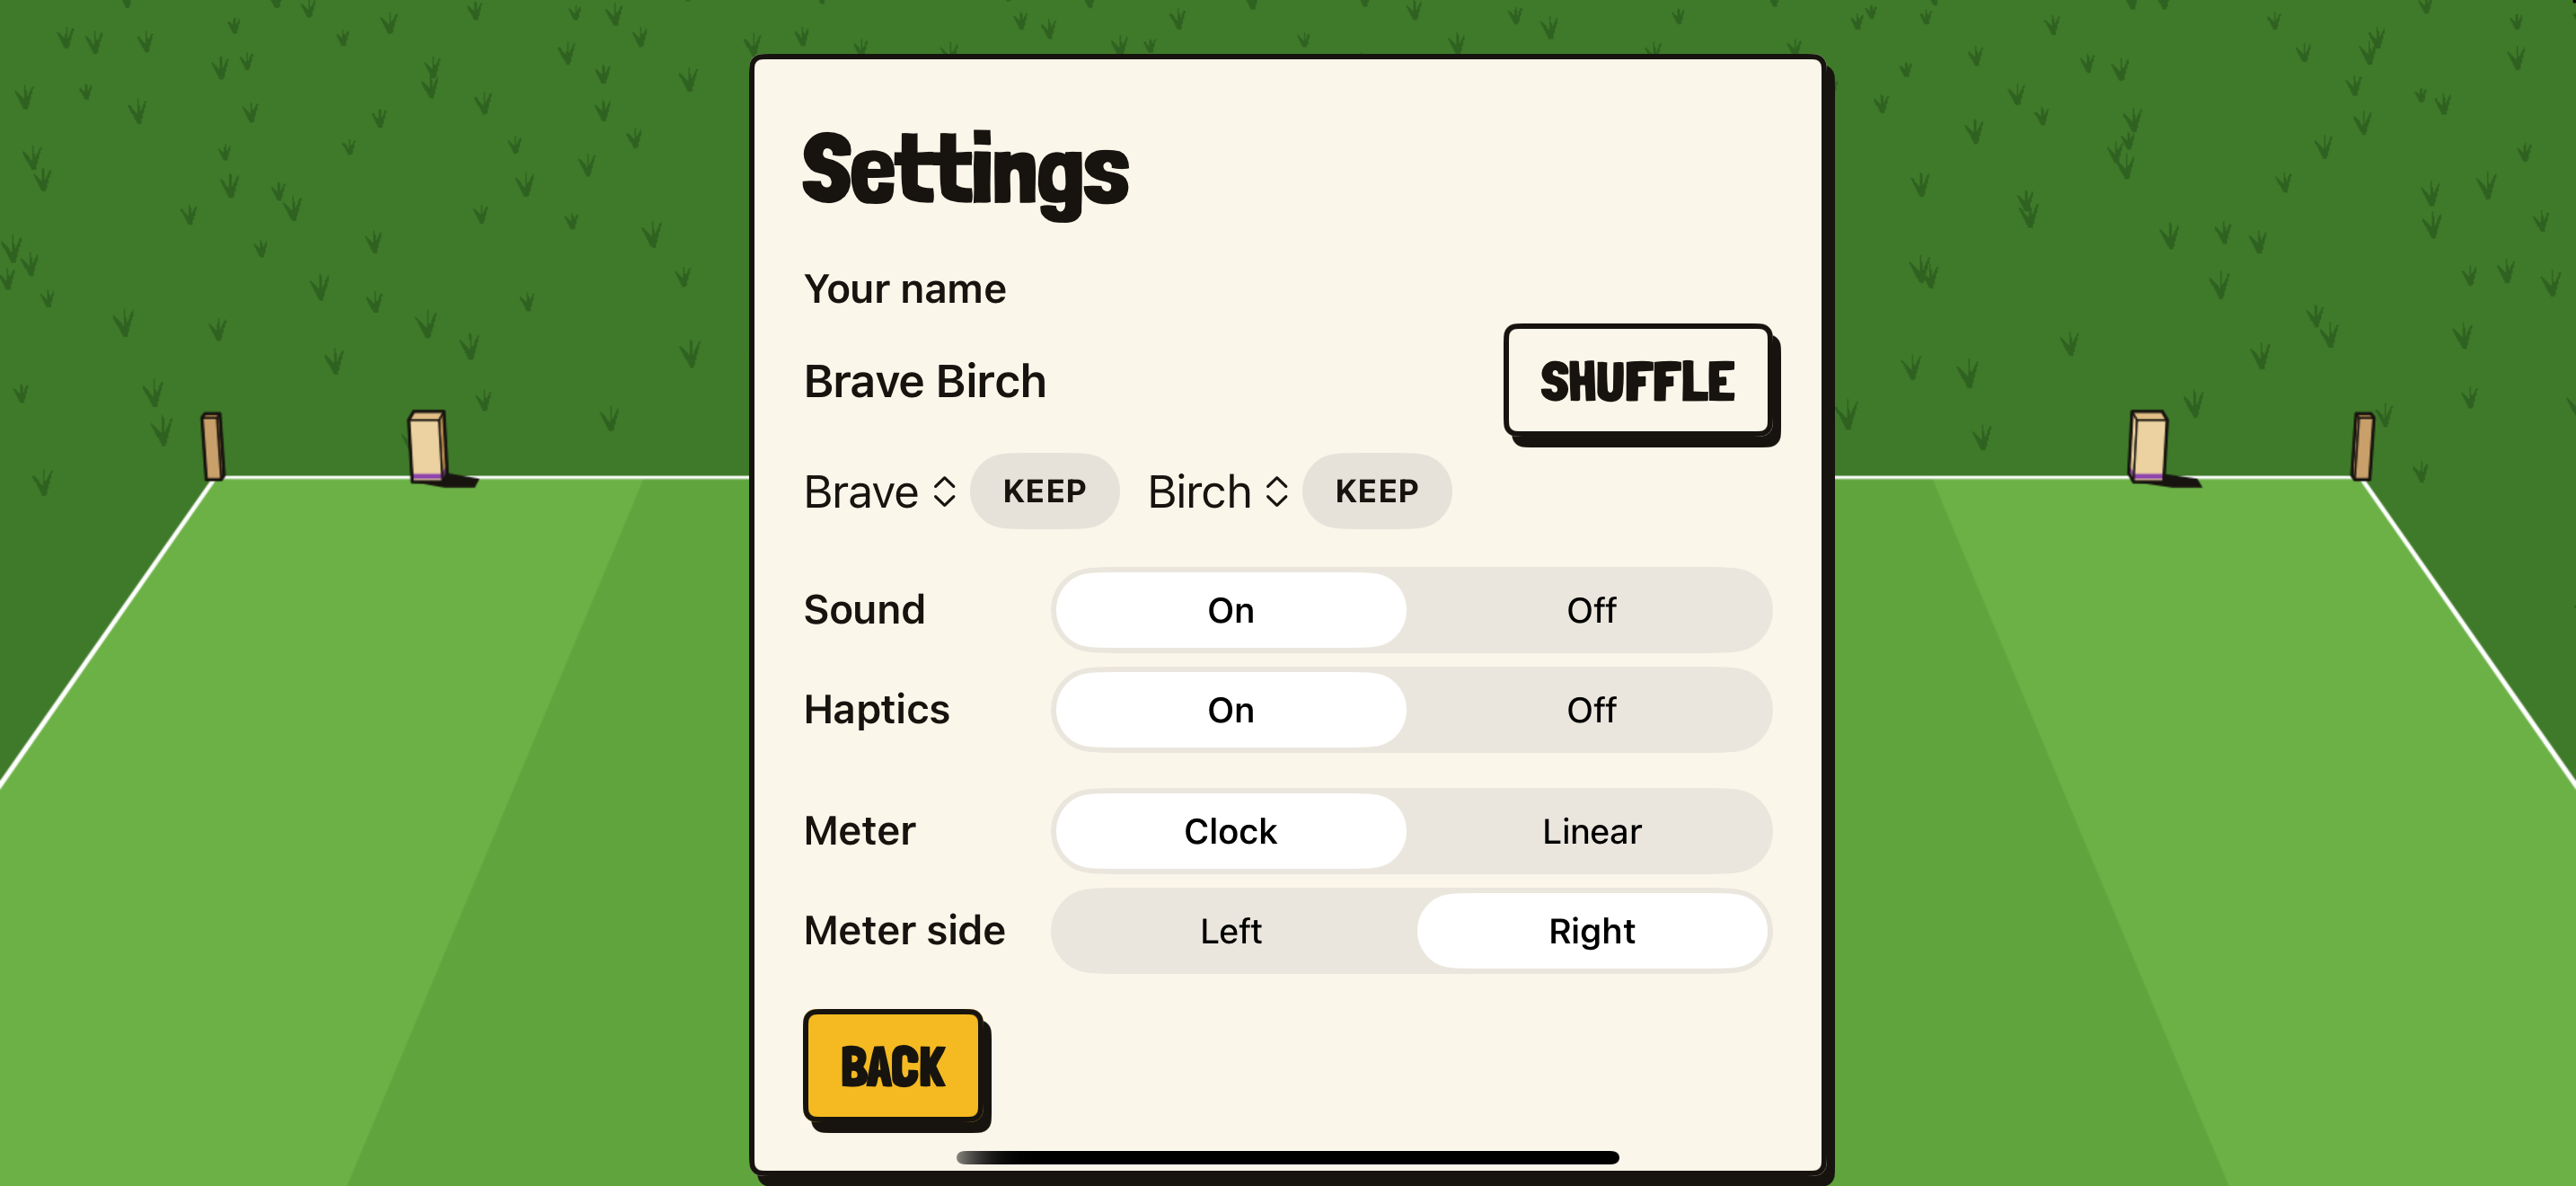 Settings
Your name
Brave Birch
SHUFFLE
Brave KEEP Birch KEEP
Sound On Off
Haptics On Off
Meter Clock Linear
Meter side Left Right
BACK